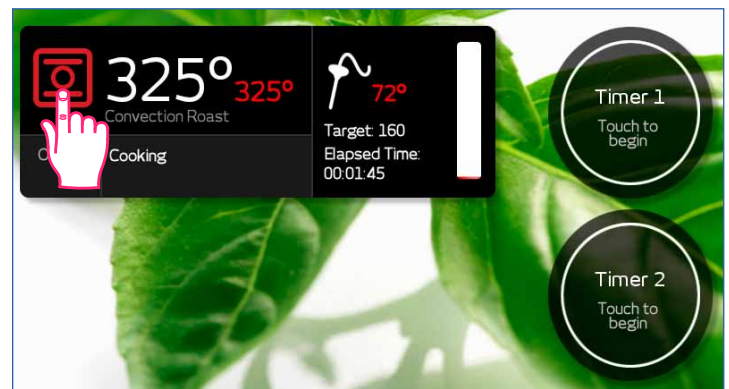 325° 325°
Convection Roast
Cooking
72°
Target: 160
Elapsed Time:
00:01:45
Timer 1
Touch to
begin
Timer 2
Touch to
begin